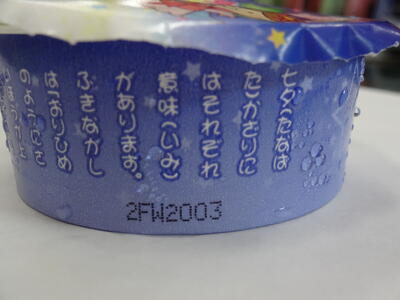 七夕(たなば
たかざりに
はそれぞれ
意味(いみ)
があります。
ふきながし
はおりひめ
のようにさ
2FW2003